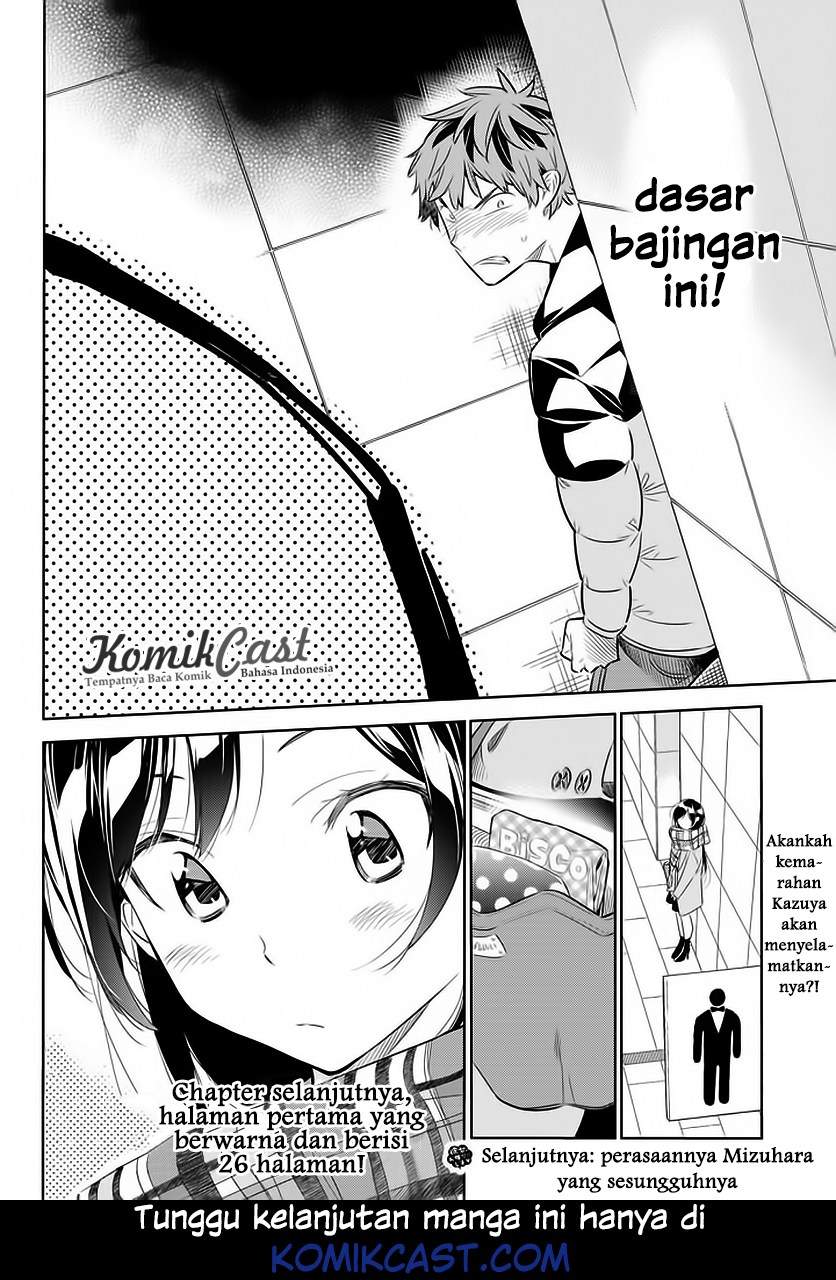 dasar
bajingan
ini!
KomikCast
Tempatnya Baca Komik Bahasa Indonesia
BISCO
Akankah
kema-
rahan
Kazuya
akan
menyela-
matkan-
nya?!
Chapter selanjutnya,
halaman pertama yang
berwarna dan berisi
26 halaman!
Selanjutnya: perasaannya Mizuhara
yang sesungguhnya
Tunggu kelanjutan manga ini hanya di
KOMIKCAST.COM